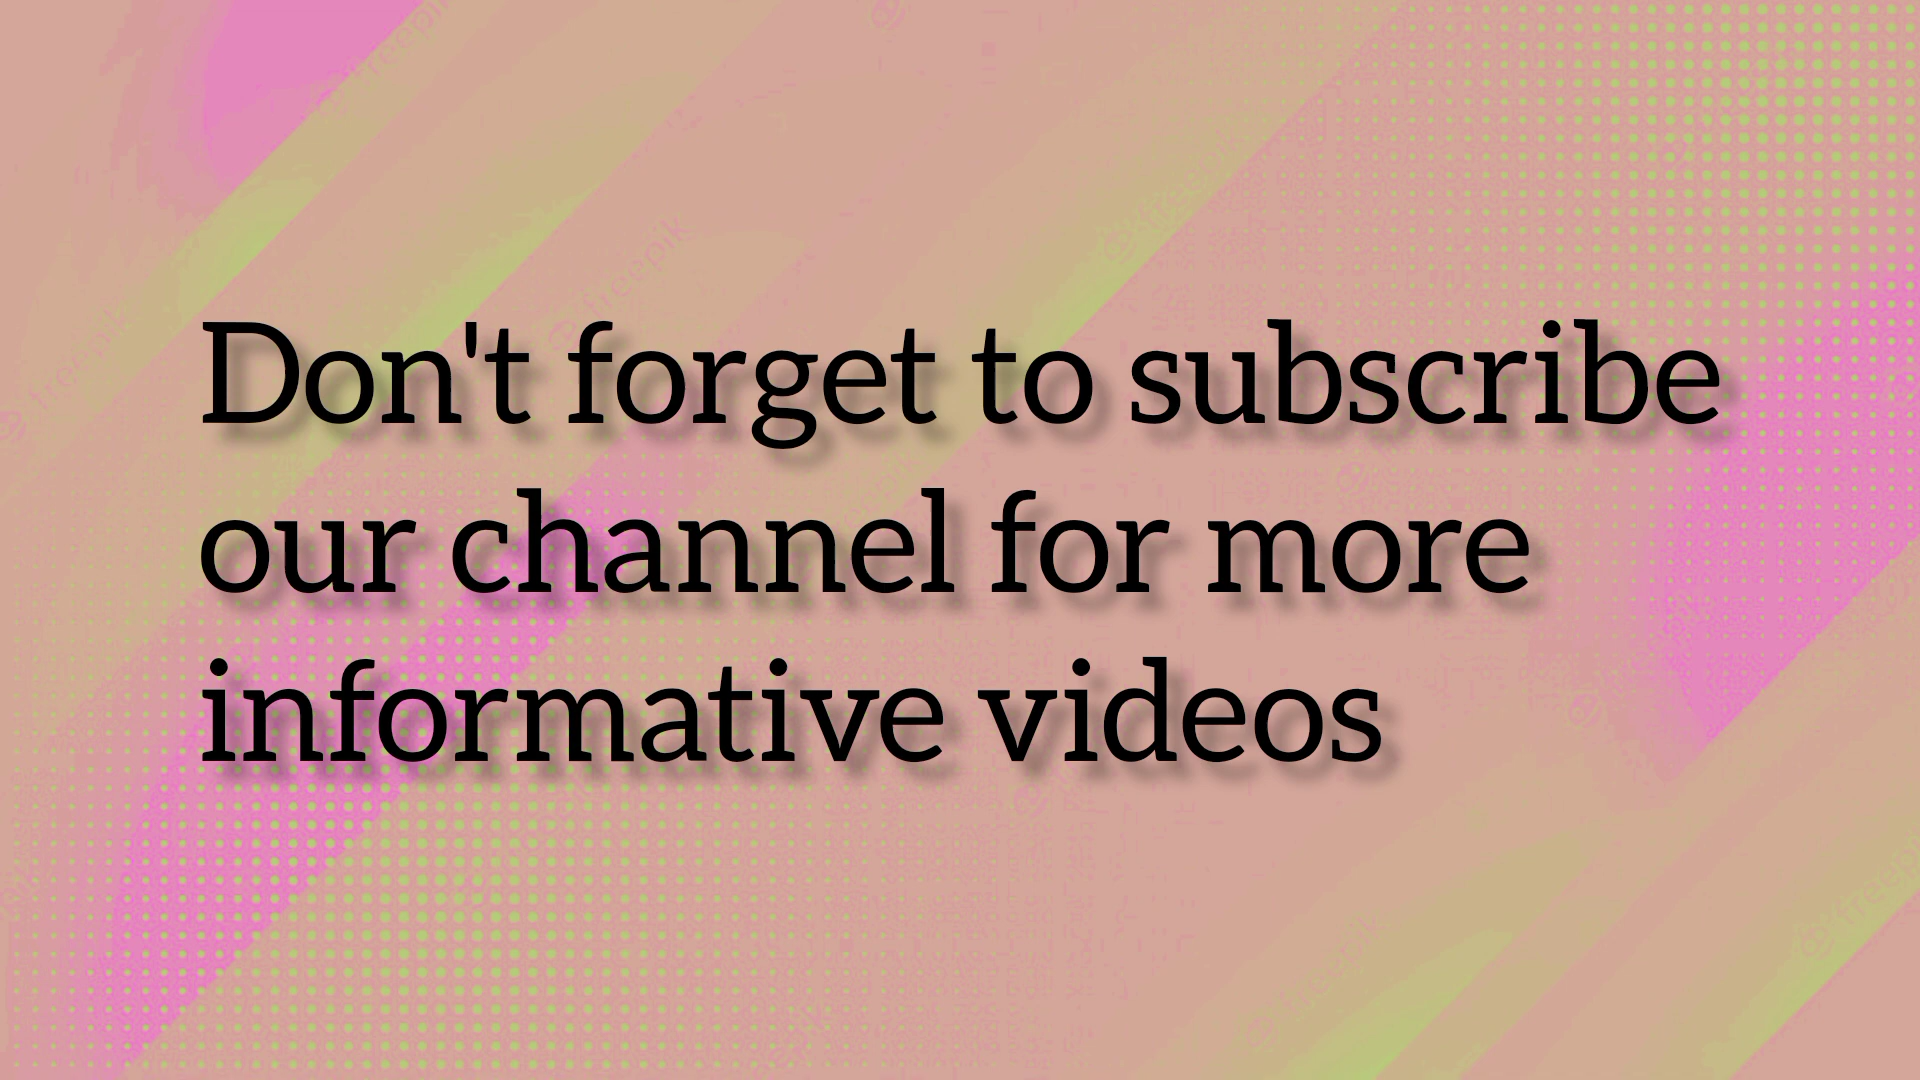 Don't forget to subscribe
our channel for more
informative videos